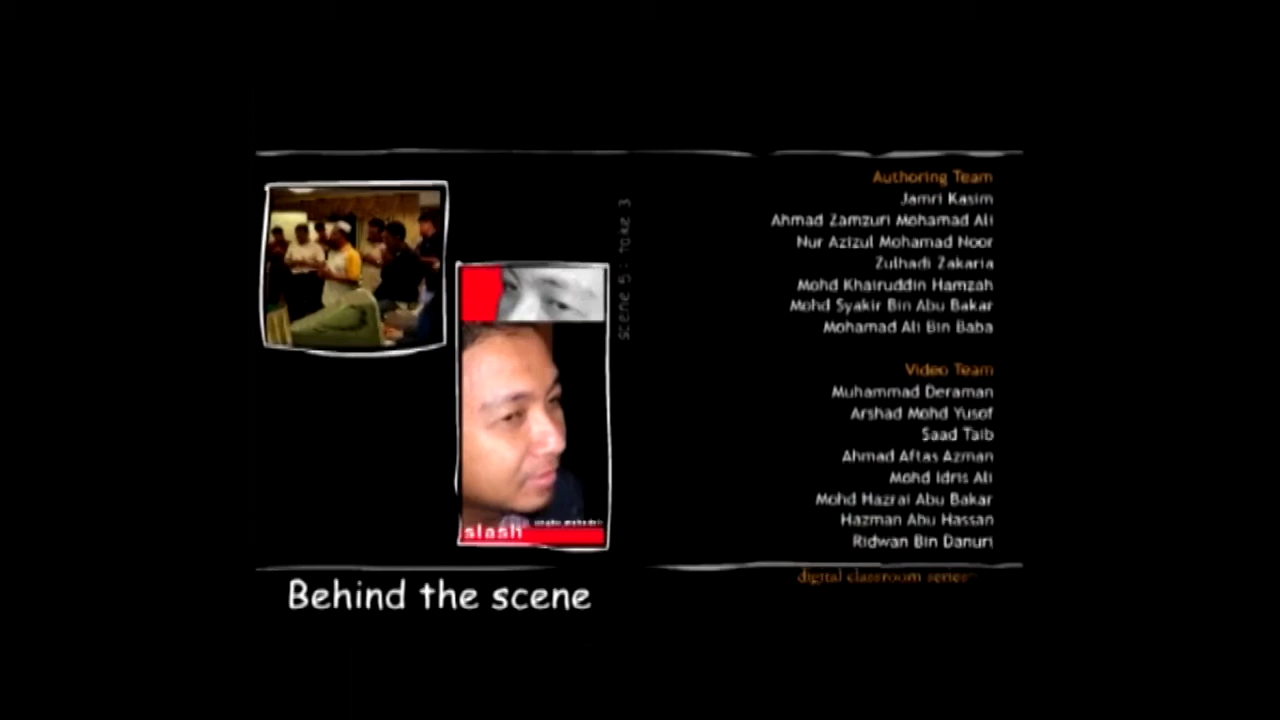 scene 5: take 3
slash
Behind the scene
Authoring Team
Jamri Kasim
Ahmad Zamzuri Mohamad Ali
Nur Azizul Mohamad Noor
Zulhadi Zakaria
Mohd Khairuddin Hamzah
Mohd Syakir Bin Abu Bakar
Mohamad Ali Bin Baba
Video Team
Muhammad Deraman
Arshad Mohd Yusof
Saad Taib
Ahmad Aftas Azman
Mohd Idris Ali
Mohd Hazrai Abu Bakar
Hazman Abu Hassan
Ridwan Bin Danuri
digital classroom series